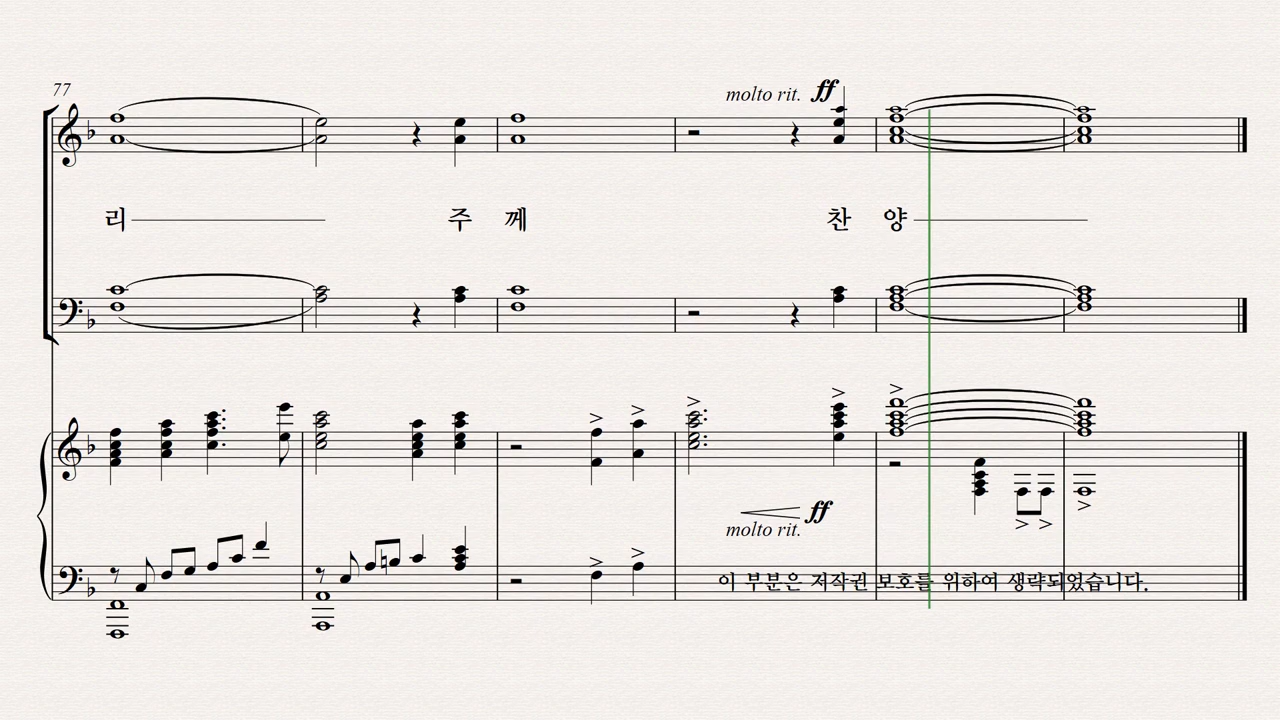 77
molto rit. ff
리 주 께 찬 양
ff
molto rit.
이 부분은 저작권 보호를 위하여 생략되었습니다.